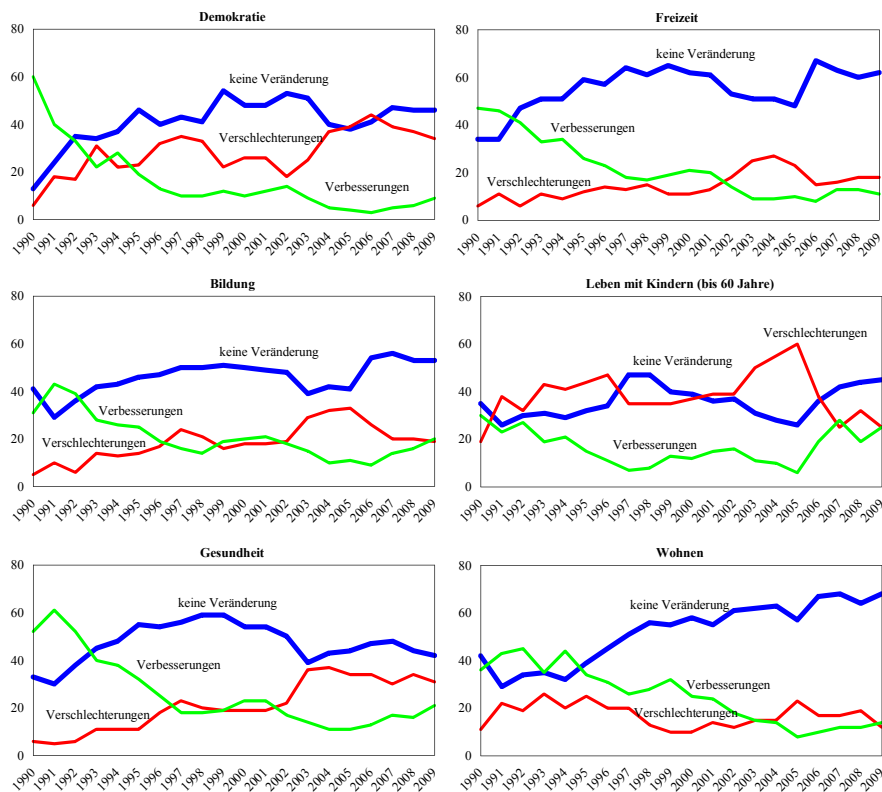 Demokratie
80
60
40
20
0
keine Veränderung
Verschlechterungen
Verbesserungen
1990 1991 1992 1993 1994 1995 1996 1997 1998 1999 2000 2001 2002 2003 2004 2005 2006 2007 2008 2009
Freizeit
80
60
40
20
0
keine Veränderung
Verbesserungen
Verschlechterungen
1990 1991 1992 1993 1994 1995 1996 1997 1998 1999 2000 2001 2002 2003 2004 2005 2006 2007 2008 2009
Bildung
80
60
40
20
0
keine Veränderung
Verbesserungen
Verschlechterungen
1990 1991 1992 1993 1994 1995 1996 1997 1998 1999 2000 2001 2002 2003 2004 2005 2006 2007 2008 2009
Leben mit Kindern (bis 60 Jahre)
80
60
40
20
0
Verschlechterungen
keine Veränderung
Verbesserungen
1990 1991 1992 1993 1994 1995 1996 1997 1998 1999 2000 2001 2002 2003 2004 2005 2006 2007 2008 2009
Gesundheit
80
60
40
20
0
keine Veränderung
Verbesserungen
Verschlechterungen
1990 1991 1992 1993 1994 1995 1996 1997 1998 1999 2000 2001 2002 2003 2004 2005 2006 2007 2008 2009
Wohnen
80
60
40
20
0
keine Veränderung
Verbesserungen
Verschlechterungen
1990 1991 1992 1993 1994 1995 1996 1997 1998 1999 2000 2001 2002 2003 2004 2005 2006 2007 2008 2009